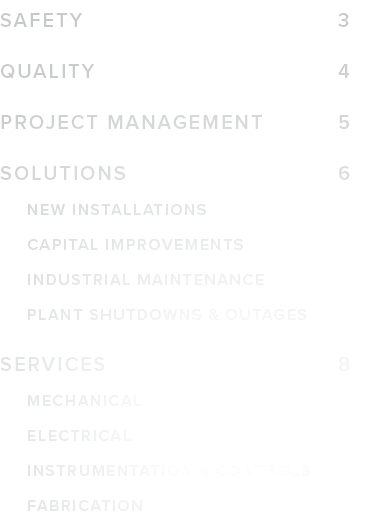 SAFETY 3
QUALITY 4
PROJECT MANAGEMENT 5
SOLUTIONS 6
NEW INSTALLATIONS
CAPITAL IMPROVEMENTS
INDUSTRIAL MAINTENANCE
PLANT SHUTDOWNS & OUTAGES
SERVICES 8
MECHANICAL
ELECTRICAL
INSTRUMENTATION & CONTROLS
FABRICATION